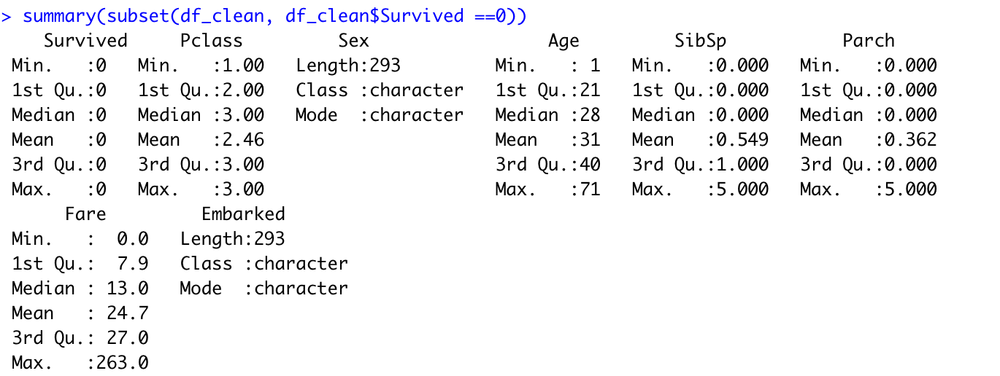 > summary(subset(df_clean, df_clean$Survived ==0))
    Survived     Pclass          Sex                 Age         SibSp           Parch
 Min.   :0   Min.   :1.00   Length:293         Min.   : 1   Min.   :0.000   Min.   :0.000
 1st Qu.:0   1st Qu.:2.00   Class :character   1st Qu.:21   1st Qu.:0.000   1st Qu.:0.000
 Median :0   Median :3.00   Mode  :character   Median :28   Median :0.000   Median :0.000
 Mean   :0   Mean   :2.46                      Mean   :31   Mean   :0.549   Mean   :0.362
 3rd Qu.:0   3rd Qu.:3.00                      3rd Qu.:40   3rd Qu.:1.000   3rd Qu.:0.000
 Max.   :0   Max.   :3.00                      Max.   :71   Max.   :5.000   Max.   :5.000
      Fare         Embarked
 Min.   :  0.0   Length:293
 1st Qu.:  7.9   Class :character
 Median : 13.0   Mode  :character
 Mean   : 24.7
 3rd Qu.: 27.0
 Max.   :263.0